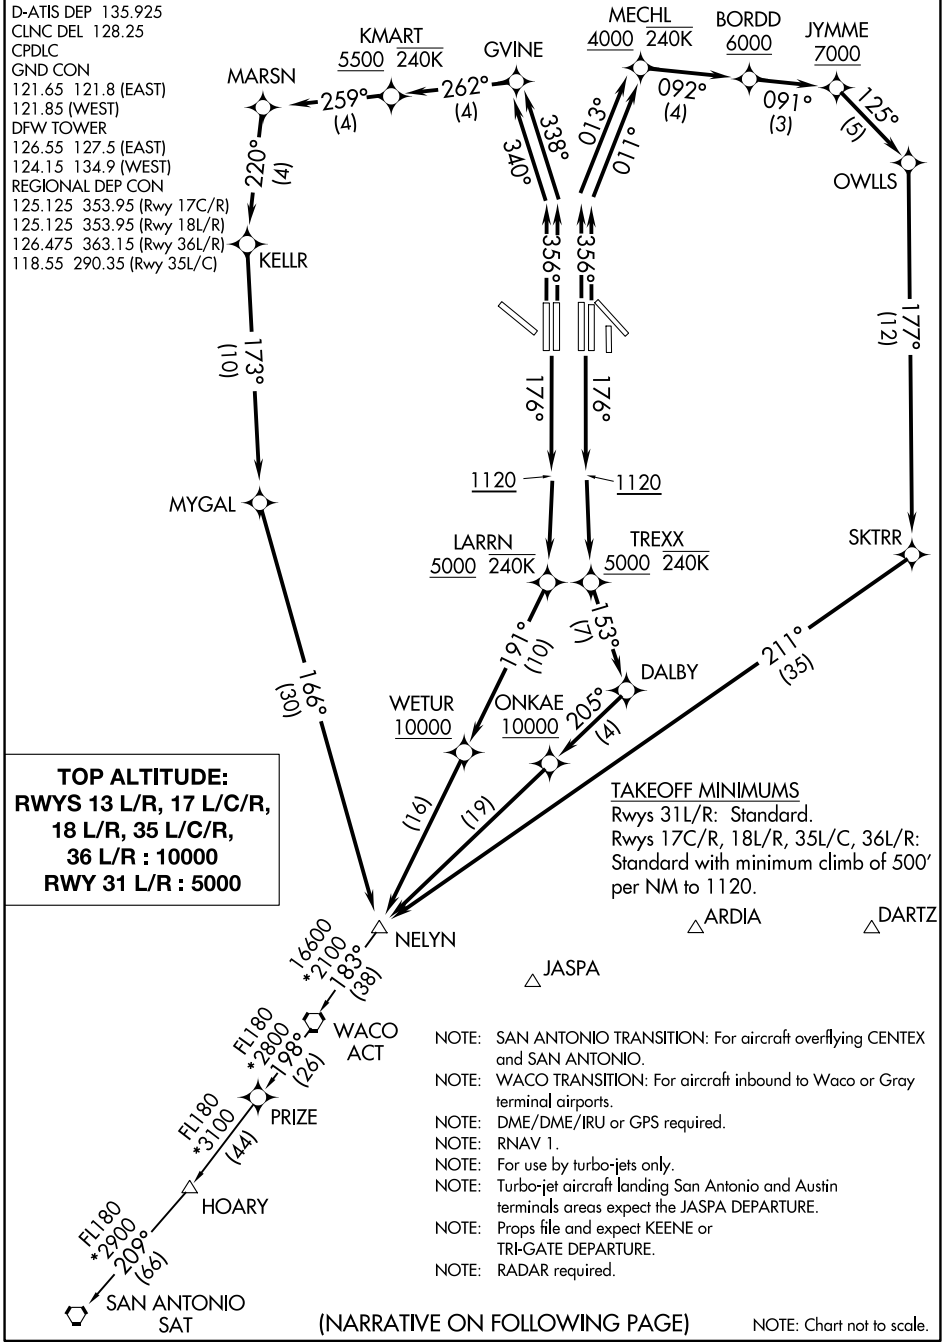 D-ATIS DEP 135.925
CLNC DEL 128.25
CPDLC
GND CON
121.65 121.8 (EAST)
121.85 (WEST)
DFW TOWER
126.55 127.5 (EAST)
124.15 134.9 (WEST)
REGIONAL DEP CON
125.125 353.95 (Rwy 17C/R)
125.125 353.95 (Rwy 18L/R)
126.475 363.15 (Rwy 36L/R)
118.55 290.35 (Rwy 35L/C)
MARSN
259°
(4)
KMART
5500 240K
262°
(4)
GVINE
MECHL
4000 240K
092°
(4)
BORDD
6000
091°
(3)
JYMME
7000
125°
(5)
OWLLS
220°
(4)
KELLR
340°
338°
013°
011°
356°
356°
173°
(10)
177°
(12)
176°
176°
1120
1120
MYGAL
LARRN
5000 240K
TREXX
5000 240K
SKTRR
191°
(10)
153°
(7)
211°
(35)
166°
(30)
DALBY
WETUR
10000
ONKAE
10000
205°
(4)
(16)
(19)
TOP ALTITUDE:
RWYS 13 L/R, 17 L/C/R,
18 L/R, 35 L/C/R,
36 L/R : 10000
RWY 31 L/R : 5000
TAKEOFF MINIMUMS
Rwys 31L/R: Standard.
Rwys 17C/R, 18L/R, 35L/C, 36L/R:
Standard with minimum climb of 500'
per NM to 1120.
NELYN
ARDIA
DARTZ
JASPA
16600
*2100
183°
(38)
WACO
ACT
FL180
*2800
198°
(26)
PRIZE
FL180
*3100
(44)
HOARY
FL180
*2900
209°
(66)
SAN ANTONIO
SAT
NOTE: SAN ANTONIO TRANSITION: For aircraft overflying CENTEX
and SAN ANTONIO.
NOTE: WACO TRANSITION: For aircraft inbound to Waco or Gray
terminal airports.
NOTE: DME/DME/IRU or GPS required.
NOTE: RNAV 1.
NOTE: For use by turbo-jets only.
NOTE: Turbo-jet aircraft landing San Antonio and Austin
terminals areas expect the JASPA DEPARTURE.
NOTE: Props file and expect KEENE or
TRI-GATE DEPARTURE.
NOTE: RADAR required.
(NARRATIVE ON FOLLOWING PAGE)
NOTE: Chart not to scale.